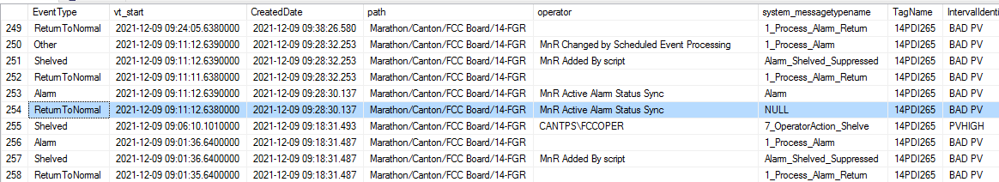 EventType vt_start CreatedDate path operator system_messagetypename TagName IntervalIdenti
249 ReturnToNormal 2021-12-09 09:24:05.6380000 2021-12-09 09:38:26.580 Marathon/Canton/FCC Board/14-FGR 1_Process_Alarm_Return 14PDI265 BAD PV
250 Other 2021-12-09 09:11:12.6390000 2021-12-09 09:28:32.253 Marathon/Canton/FCC Board/14-FGR MnR Changed by Scheduled Event Processing 1_Process_Alarm 14PDI265 BAD PV
251 Shelved 2021-12-09 09:11:12.6390000 2021-12-09 09:28:32.253 Marathon/Canton/FCC Board/14-FGR MnR Added By script Alarm_Shelved_Suppressed 14PDI265 BAD PV
252 ReturnToNormal 2021-12-09 09:11:11.6380000 2021-12-09 09:28:32.253 Marathon/Canton/FCC Board/14-FGR 1_Process_Alarm_Return 14PDI265 BAD PV
253 Alarm 2021-12-09 09:11:12.6390000 2021-12-09 09:28:30.137 Marathon/Canton/FCC Board/14-FGR MnR Active Alarm Status Sync Alarm 14PDI265 BAD PV
254 ReturnToNormal 2021-12-09 09:11:12.6380000 2021-12-09 09:28:30.137 Marathon/Canton/FCC Board/14-FGR MnR Active Alarm Status Sync NULL 14PDI265 BAD PV
255 Shelved 2021-12-09 09:06:10.1010000 2021-12-09 09:18:31.493 Marathon/Canton/FCC Board/14-FGR CANTPS\FCCOPER 7_OperatorAction_Shelve 14PDI265 PVHIGH
256 Alarm 2021-12-09 09:01:36.6400000 2021-12-09 09:18:31.487 Marathon/Canton/FCC Board/14-FGR 1_Process_Alarm 14PDI265 BAD PV
257 Shelved 2021-12-09 09:01:36.6400000 2021-12-09 09:18:31.487 Marathon/Canton/FCC Board/14-FGR MnR Added By script Alarm_Shelved_Suppressed 14PDI265 BAD PV
258 ReturnToNormal 2021-12-09 09:01:35.6400000 2021-12-09 09:18:31.487 Marathon/Canton/FCC Board/14-FGR 1_Process_Alarm_Return 14PDI265 BAD PV